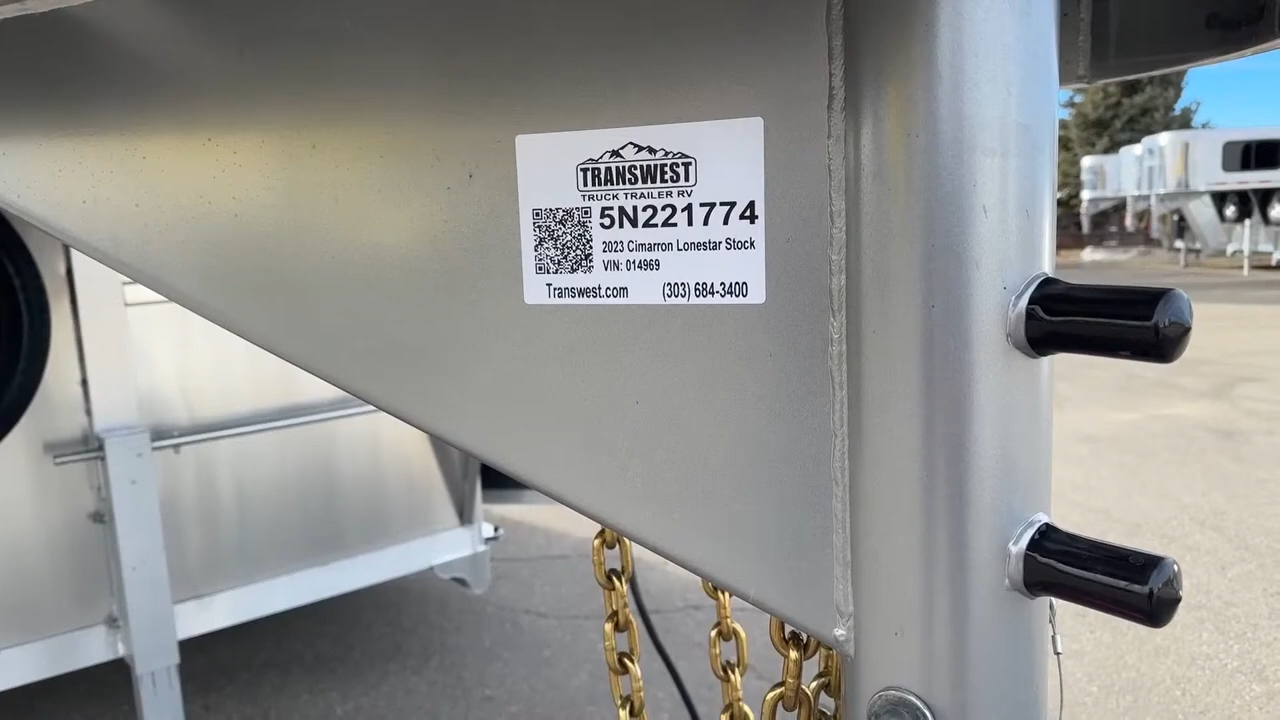 TRANSWEST
TRUCK TRAILER RV
5N221774
2023 Cimarron Lonestar Stock
VIN: 014969
Transwest.com (303) 684-3400